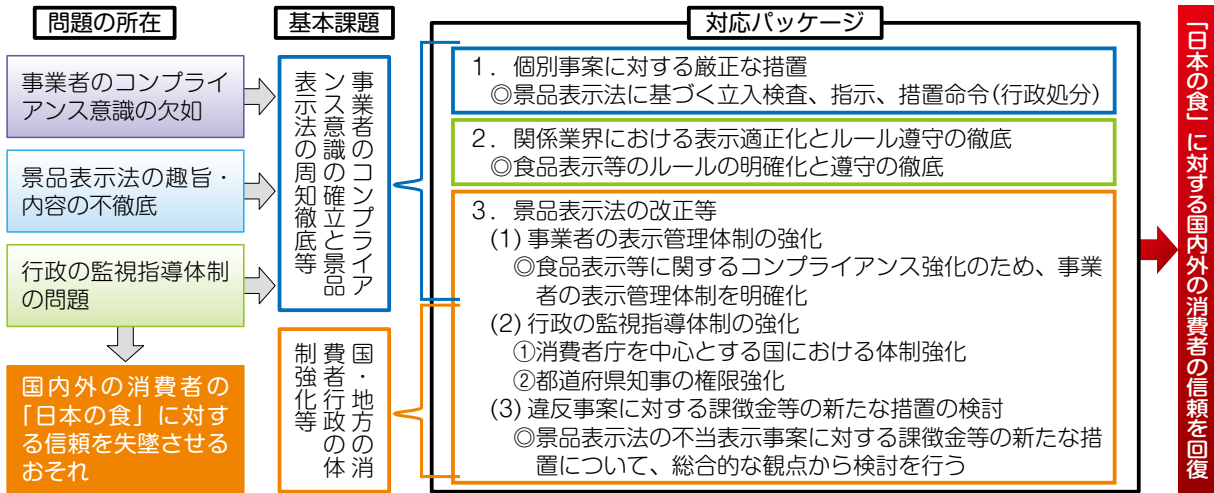 問題の所在
事業者のコンプライ
アンス意識の欠如
景品表示法の趣旨・
内容の不徹底
行政の監視指導体制
の問題
国内外の消費者の
「日本の食」に対す
る信頼を失墜させる
おそれ
基本課題
事業者のコンプライア
ンス意識の確立と景品
表示法の周知徹底等
国・地方の消
費者行政の体
制強化等
対応パッケージ
1．個別事案に対する厳正な措置
◎景品表示法に基づく立入検査、指示、措置命令(行政処分)
2．関係業界における表示適正化とルール遵守の徹底
◎食品表示等のルールの明確化と遵守の徹底
3．景品表示法の改正等
(1) 事業者の表示管理体制の強化
◎食品表示等に関するコンプライアンス強化のため、事業
者の表示管理体制を明確化
(2) 行政の監視指導体制の強化
①消費者庁を中心とする国における体制強化
②都道府県知事の権限強化
(3) 違反事案に対する課徴金等の新たな措置の検討
◎景品表示法の不当表示事案に対する課徴金等の新たな措
置について、総合的な観点から検討を行う
「日本の食」に対する国内外の消費者の信頼を回復